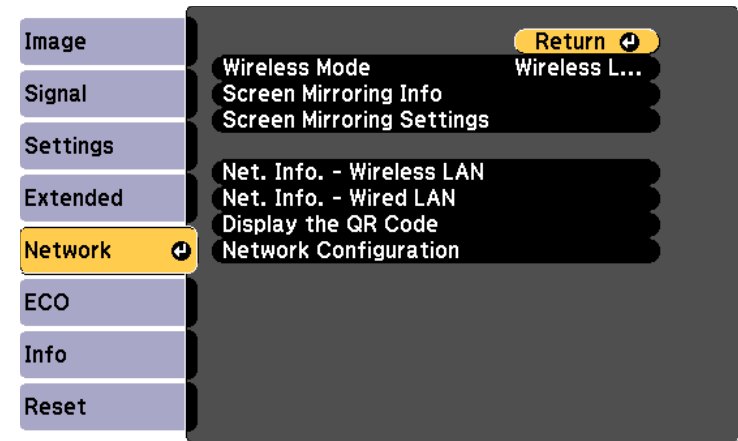 Image
Signal
Settings
Extended
Network
ECO
Info
Reset
Return
Wireless Mode Wireless L...
Screen Mirroring Info
Screen Mirroring Settings
Net. Info. - Wireless LAN
Net. Info. - Wired LAN
Display the QR Code
Network Configuration